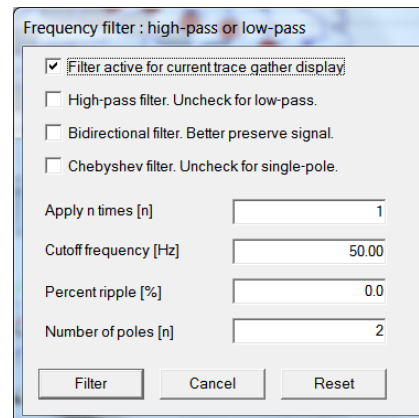 Frequency filter : high-pass or low-pass
Filter active for current trace gather display
High-pass filter. Uncheck for low-pass.
Bidirectional filter. Better preserve signal.
Chebyshev filter. Uncheck for single-pole.
Apply n times [n] 1
Cutoff frequency [Hz] 50.00
Percent ripple [%] 0.0
Number of poles [n] 2
Filter Cancel Reset